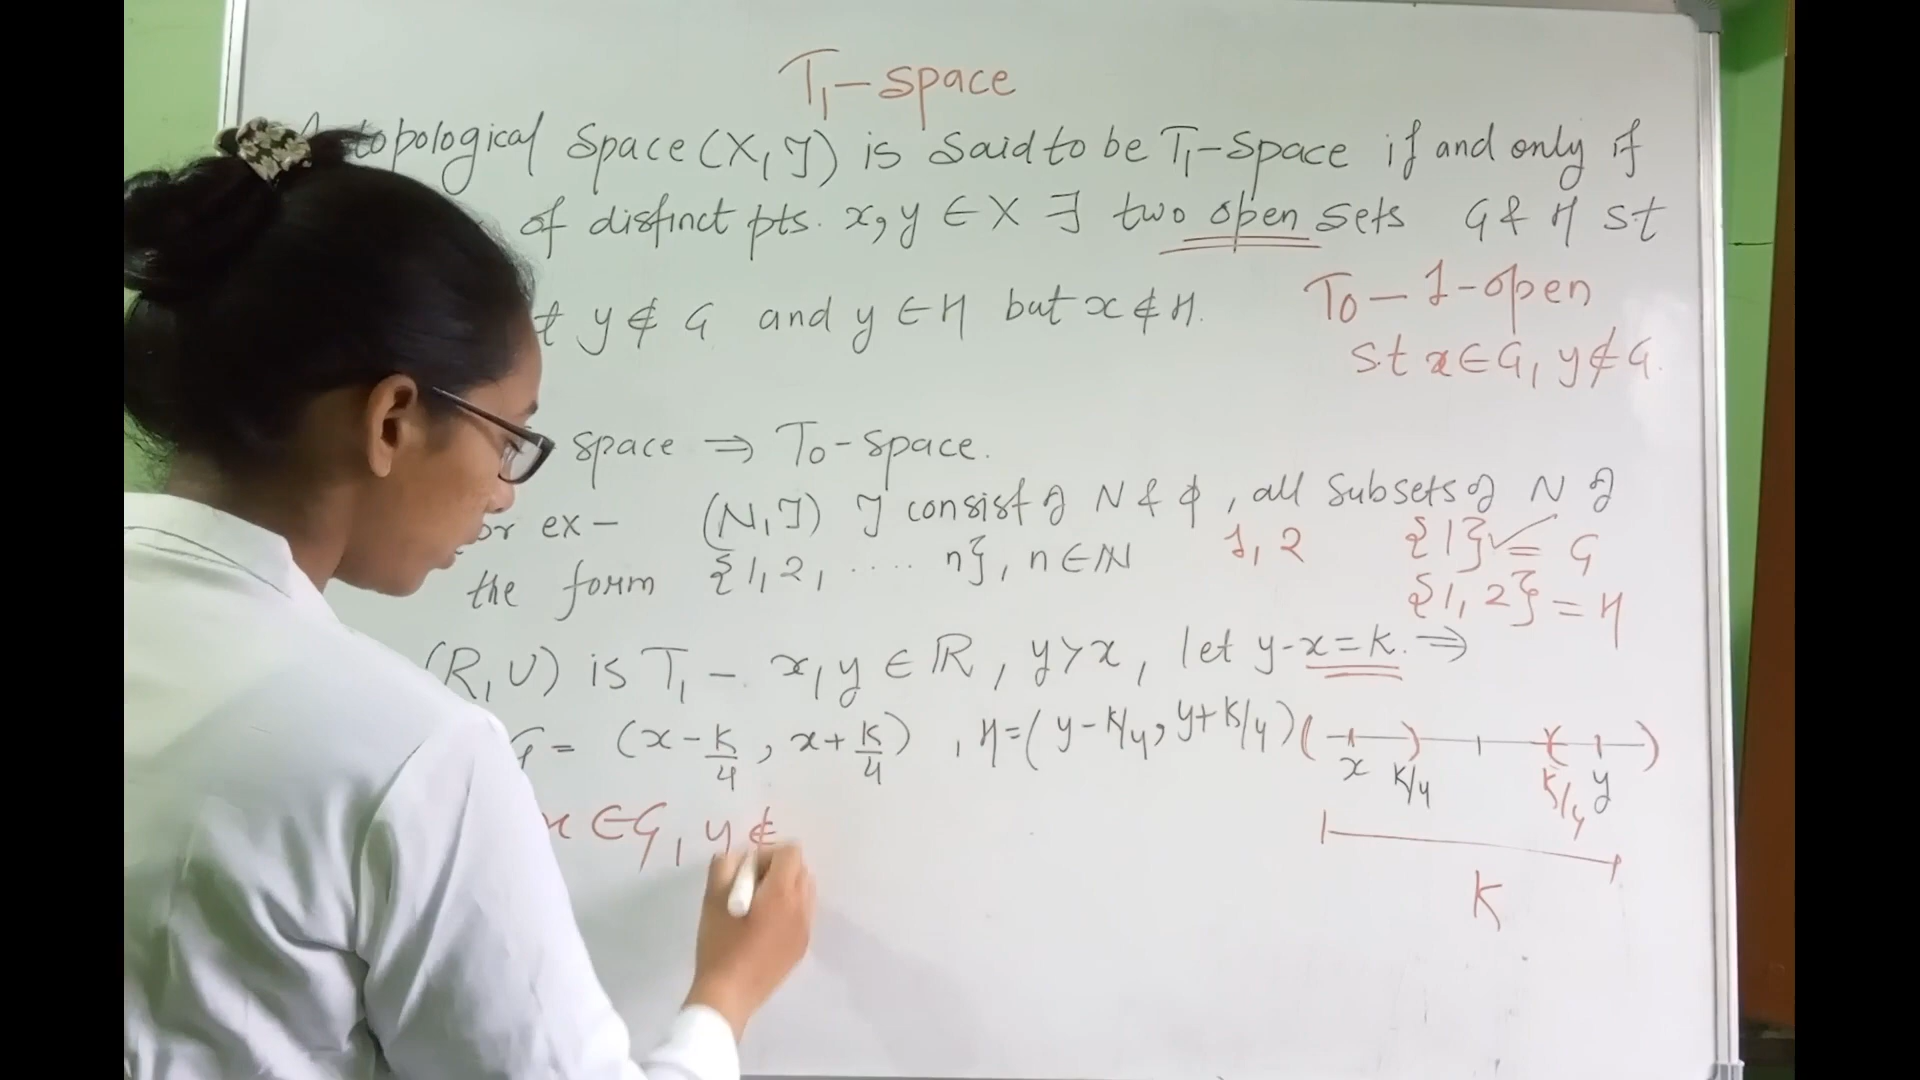 T₁-space
topological Space (X, J) is said to be T₁-space if and only if
of distinct pts. x, y ∈ X ∃ two open sets G & H st
y ∉ G and y ∈ H but x ∉ H.
T₀ - 1-open
s.t x ∈ G, y ∉ G.
space ⇒ T₀-space.
ex - (N, J) J consist of N & ϕ, all subsets of N of
the form {1, 2, .... n}, n ∈ ℕ
1, 2
{1} ✓ = G
{1, 2} = H
(R, U) is T₁ - x, y ∈ ℝ, y > x, let y-x = k. ⇒
G = (x - k/4, x + k/4), H = (y - k/4, y + k/4)
x k/4 k/4 y
K
x ∈ G, y ∉